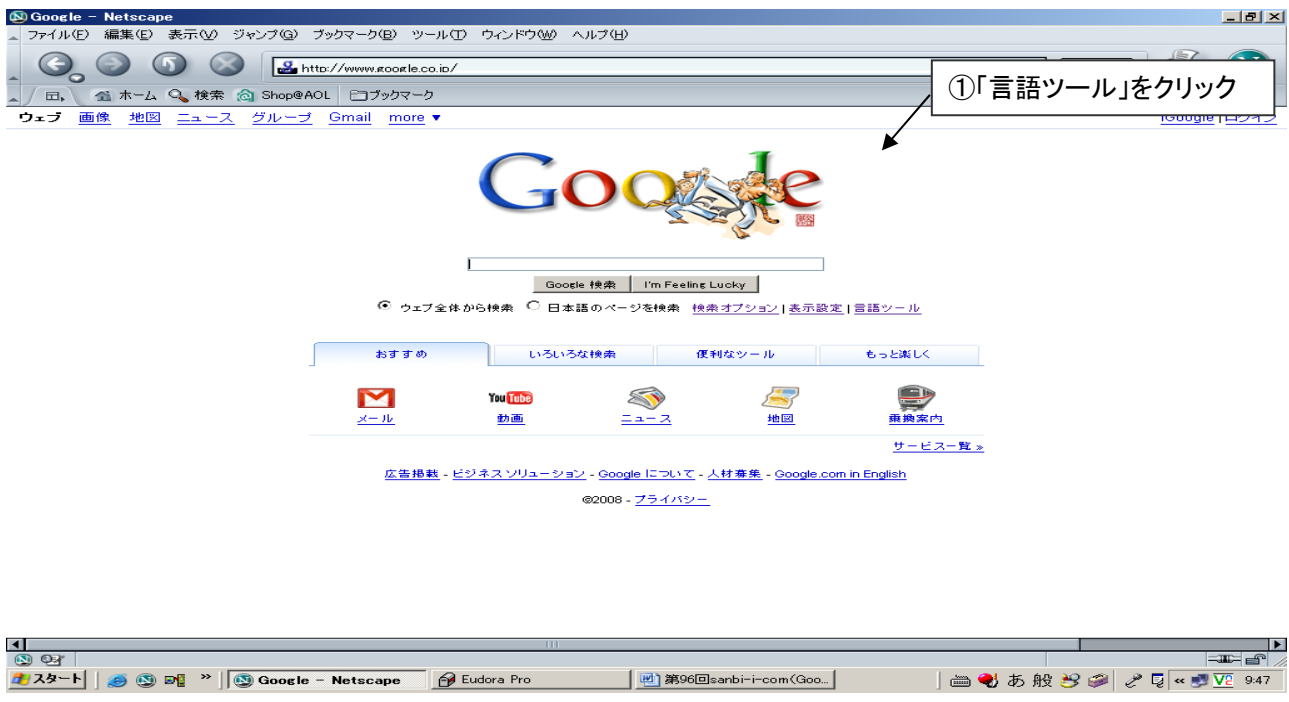 Google - Netscape
ファイル(F) 編集(E) 表示(V) ジャンプ(G) ブックマーク(B) ツール(T) ウィンドウ(W) ヘルプ(H)
http://www.google.co.jp/
ホーム 検索 Shop@AOL ブックマーク
①「言語ツール」をクリック
ウェブ 画像 地図 ニュース グループ Gmail more ▼
iGoogle | ログイン
Google
Google 検索 I'm Feeling Lucky
ウェブ全体から検索 日本語のページを検索 検索オプション | 表示設定 | 言語ツール
おすすめ いろいろな検索 便利なツール もっと楽しく
You Tube
メール 動画 ニュース 地図 乗換案内
サービス一覧 »
広告掲載 - ビジネス ソリューション - Google について - 人材募集 - Google.com in English
©2008 - プライバシー
スタート » Google - Netscape Eudora Pro 第96回sanbi-i-com(Goo... あ 般 « V2 9:47